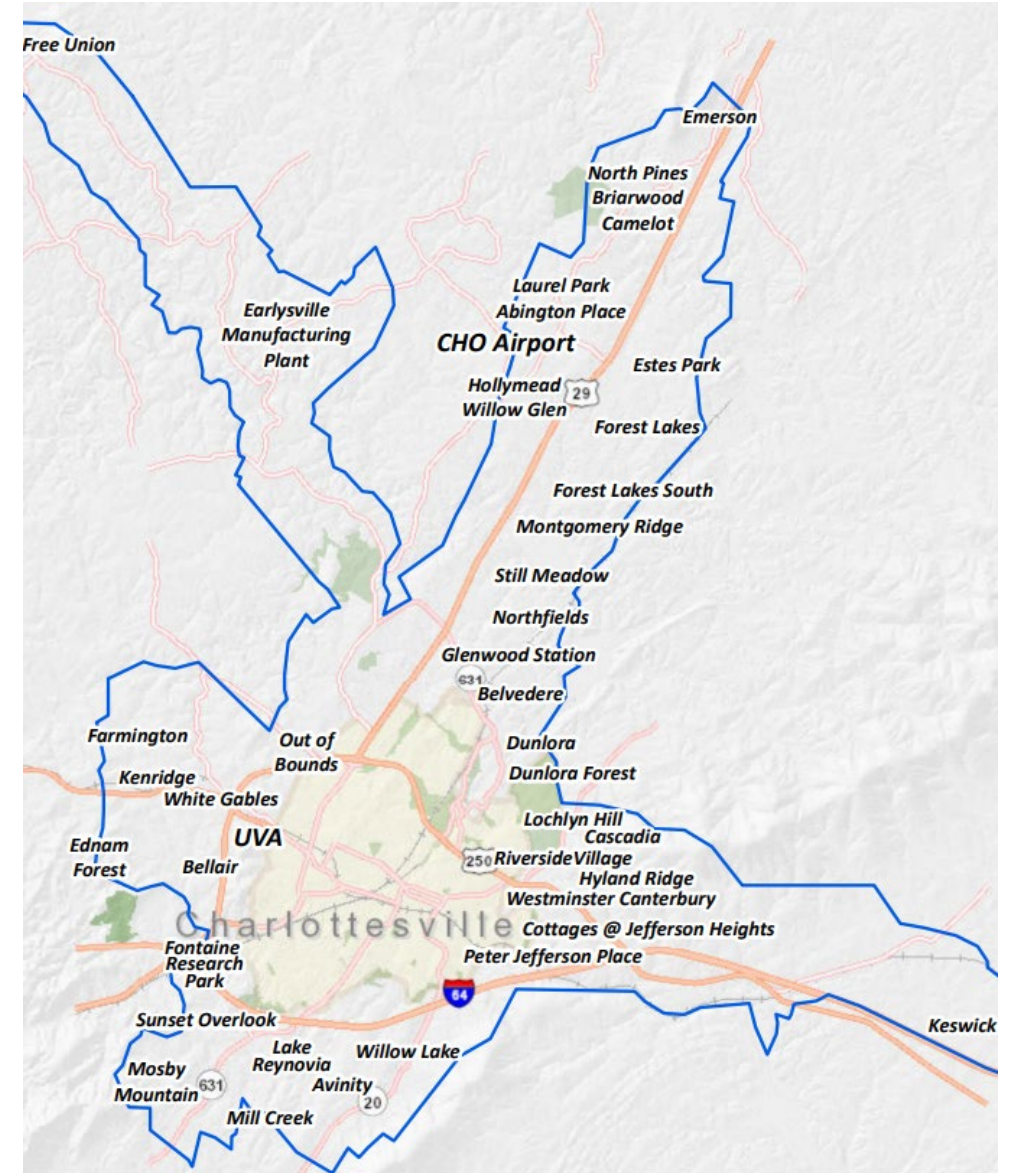 Free Union
Emerson
North Pines
Briarwood
Camelot
Laurel Park
Abington Place
Earlysville
Manufacturing
Plant
CHO Airport
Estes Park
Hollymead
Willow Glen
29
Forest Lakes
Forest Lakes South
Montgomery Ridge
Still Meadow
Northfields
Glenwood Station
631
Belvedere
Farmington
Out of
Bounds
Dunlora
Dunlora Forest
Kenridge
White Gables
Lochlyn Hill
Cascadia
UVA
Ednam
Forest
Bellair
250
RiversideVillage
Hyland Ridge
Westminster Canterbury
Charlottesville
Cottages @ Jefferson Heights
Fontaine
Research
Park
Peter Jefferson Place
64
Sunset Overlook
Keswick
Lake
Reynovia
Willow Lake
Mosby
Mountain
631
Avinity
20
Mill Creek